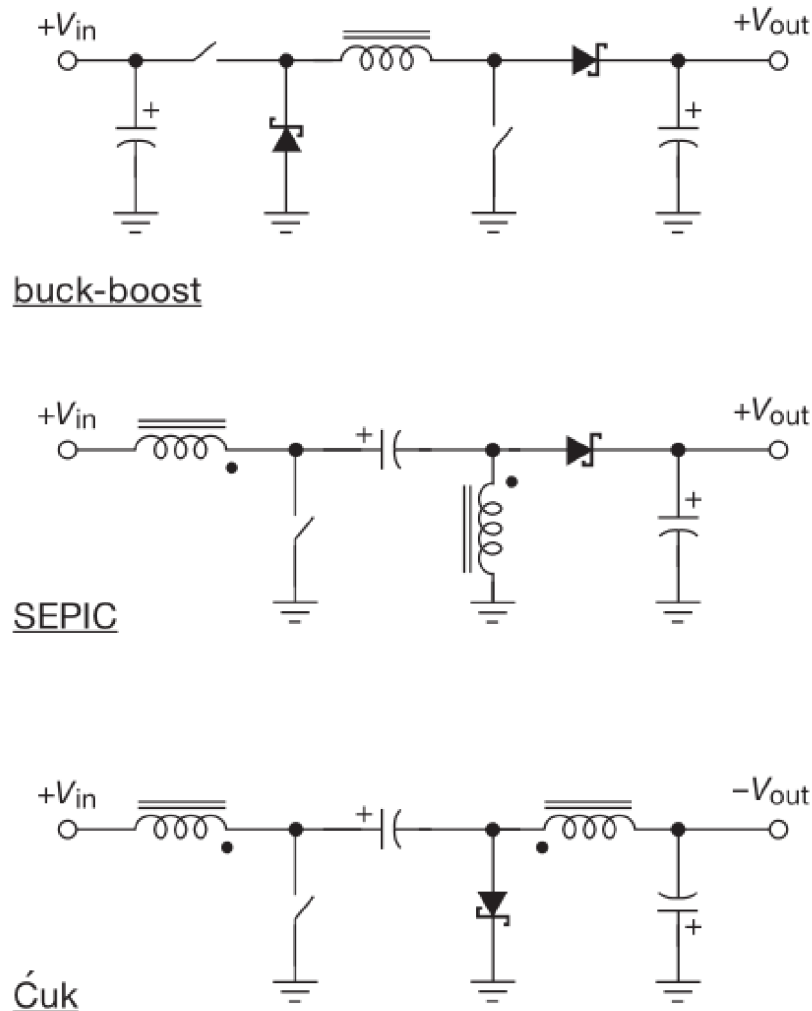 +Vin +Vout
+ +
buck-boost
+Vin +Vout
+
+
SEPIC
+Vin −Vout
+
+
Ćuk